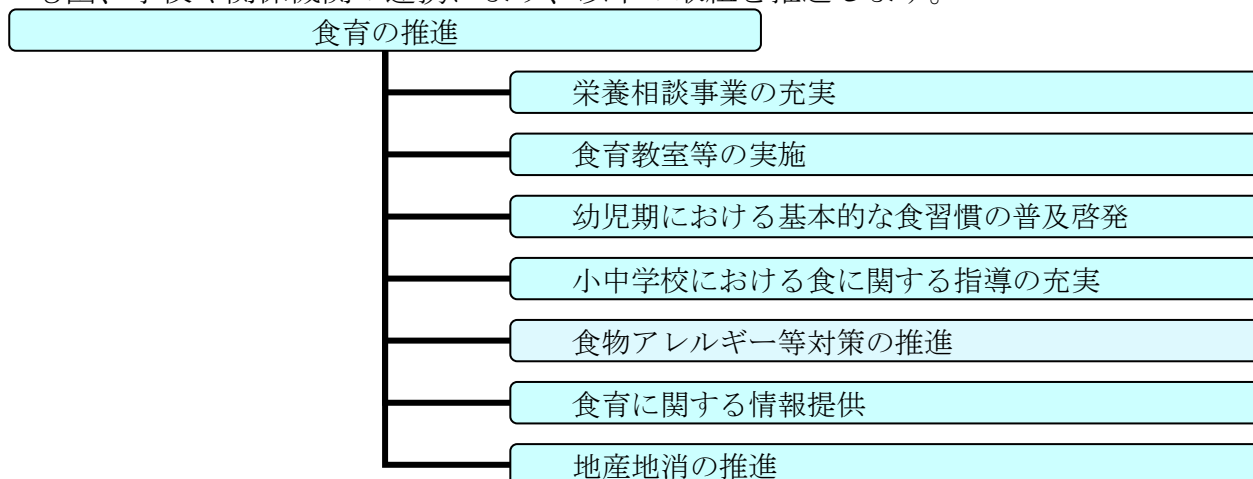 食育の推進
栄養相談事業の充実
食育教室等の実施
幼児期における基本的な食習慣の普及啓発
小中学校における食に関する指導の充実
食物アレルギー等対策の推進
食育に関する情報提供
地産地消の推進